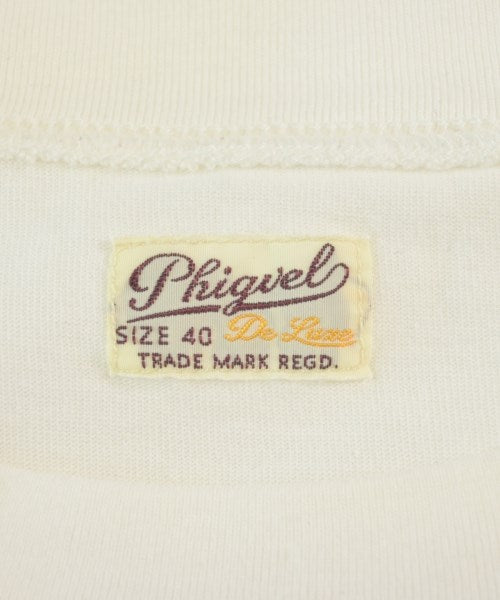 Phigvel
SIZE 40 De Luxe
TRADE MARK REGD.